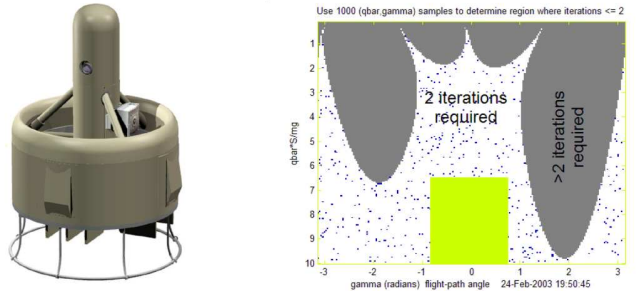 Use 1000 (qbar,gamma) samples to determine region where iterations <= 2
1
2
3
4
5
6
7
8
9
10
qbar*S/mg
2 iterations
required
>2 iterations
required
-3
-2
-1
0
1
2
3
gamma (radians) flight-path angle 24-Feb-2003 19:50:45